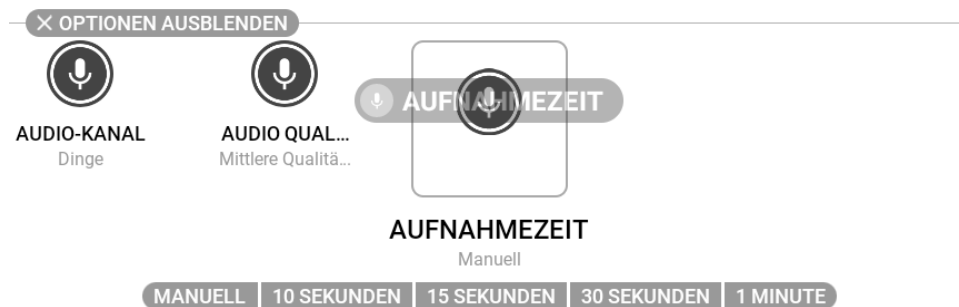 OPTIONEN AUSBLENDEN
AUFNAHMEZEIT
AUDIO-KANAL
AUDIO QUAL...
Dinge
Mittlere Qualitä...
AUFNAHMEZEIT
Manuell
MANUELL 10 SEKUNDEN 15 SEKUNDEN 30 SEKUNDEN 1 MINUTE